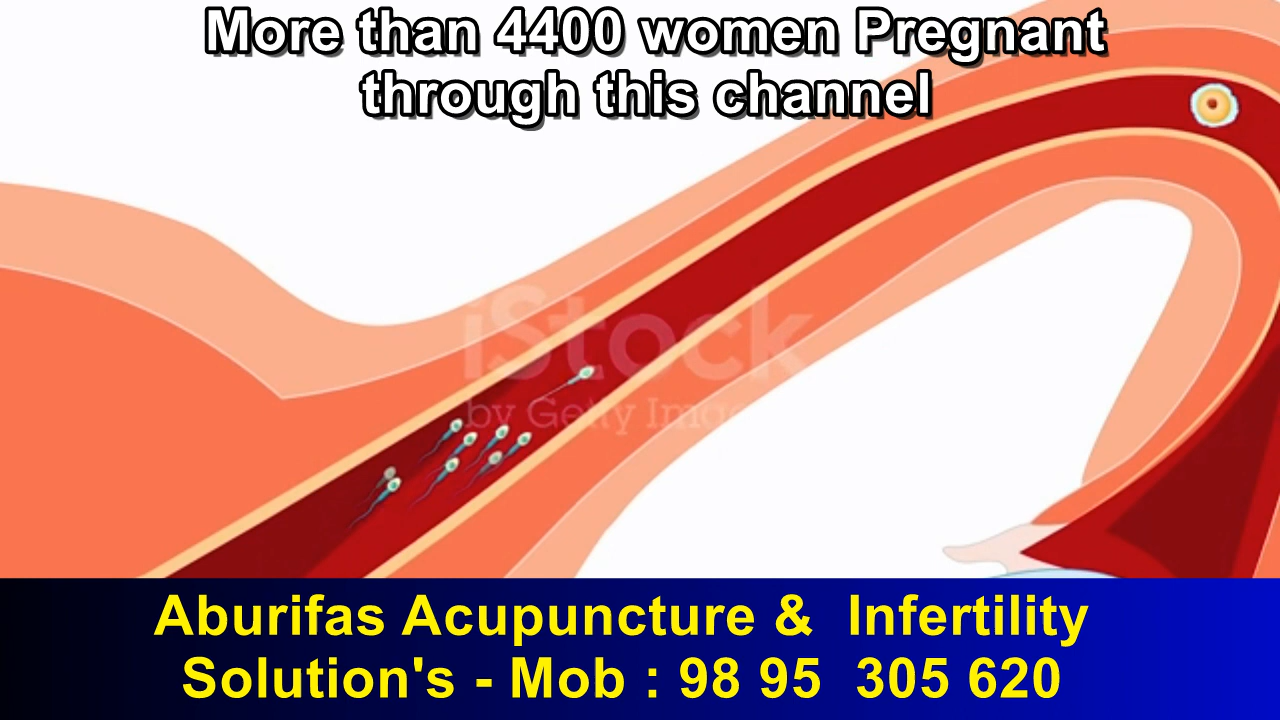 More than 4400 women Pregnant
through this channel
iStock
by Getty Images
Aburifas Acupuncture &  Infertility
Solution's - Mob : 98 95  305 620